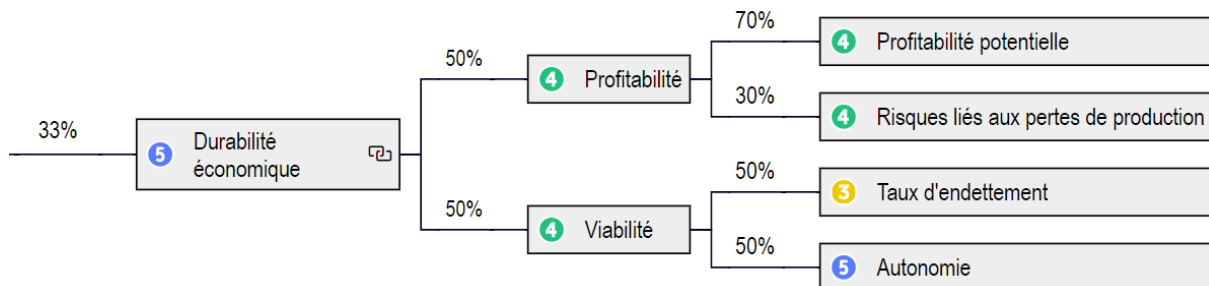 33%
5 Durabilité
économique
50%
4 Profitabilité
70%
4 Profitabilité potentielle
30%
4 Risques liés aux pertes de production
50%
4 Viabilité
50%
3 Taux d'endettement
50%
5 Autonomie